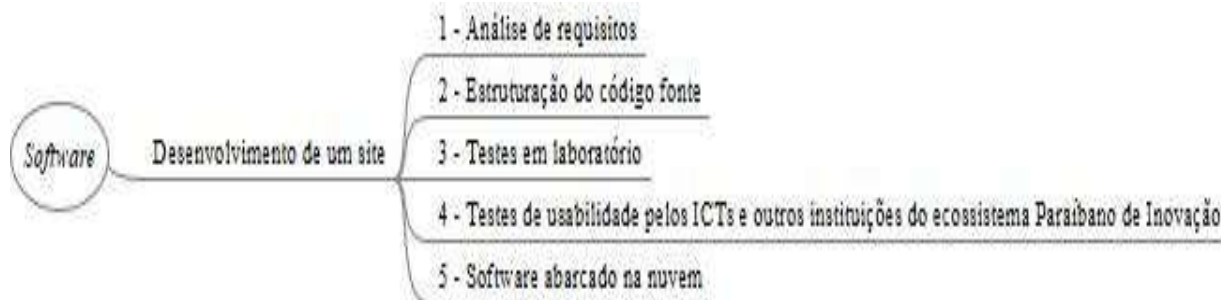 1 - Análise de requisitos
2 - Estruturação do código fonte
Software
Desenvolvimento de um site
3 - Testes em laboratório
4 - Testes de usabilidade pelos ICTs e outros instituições do ecossistema Paraibano de Inovação
5 - Software abarcado na nuvem